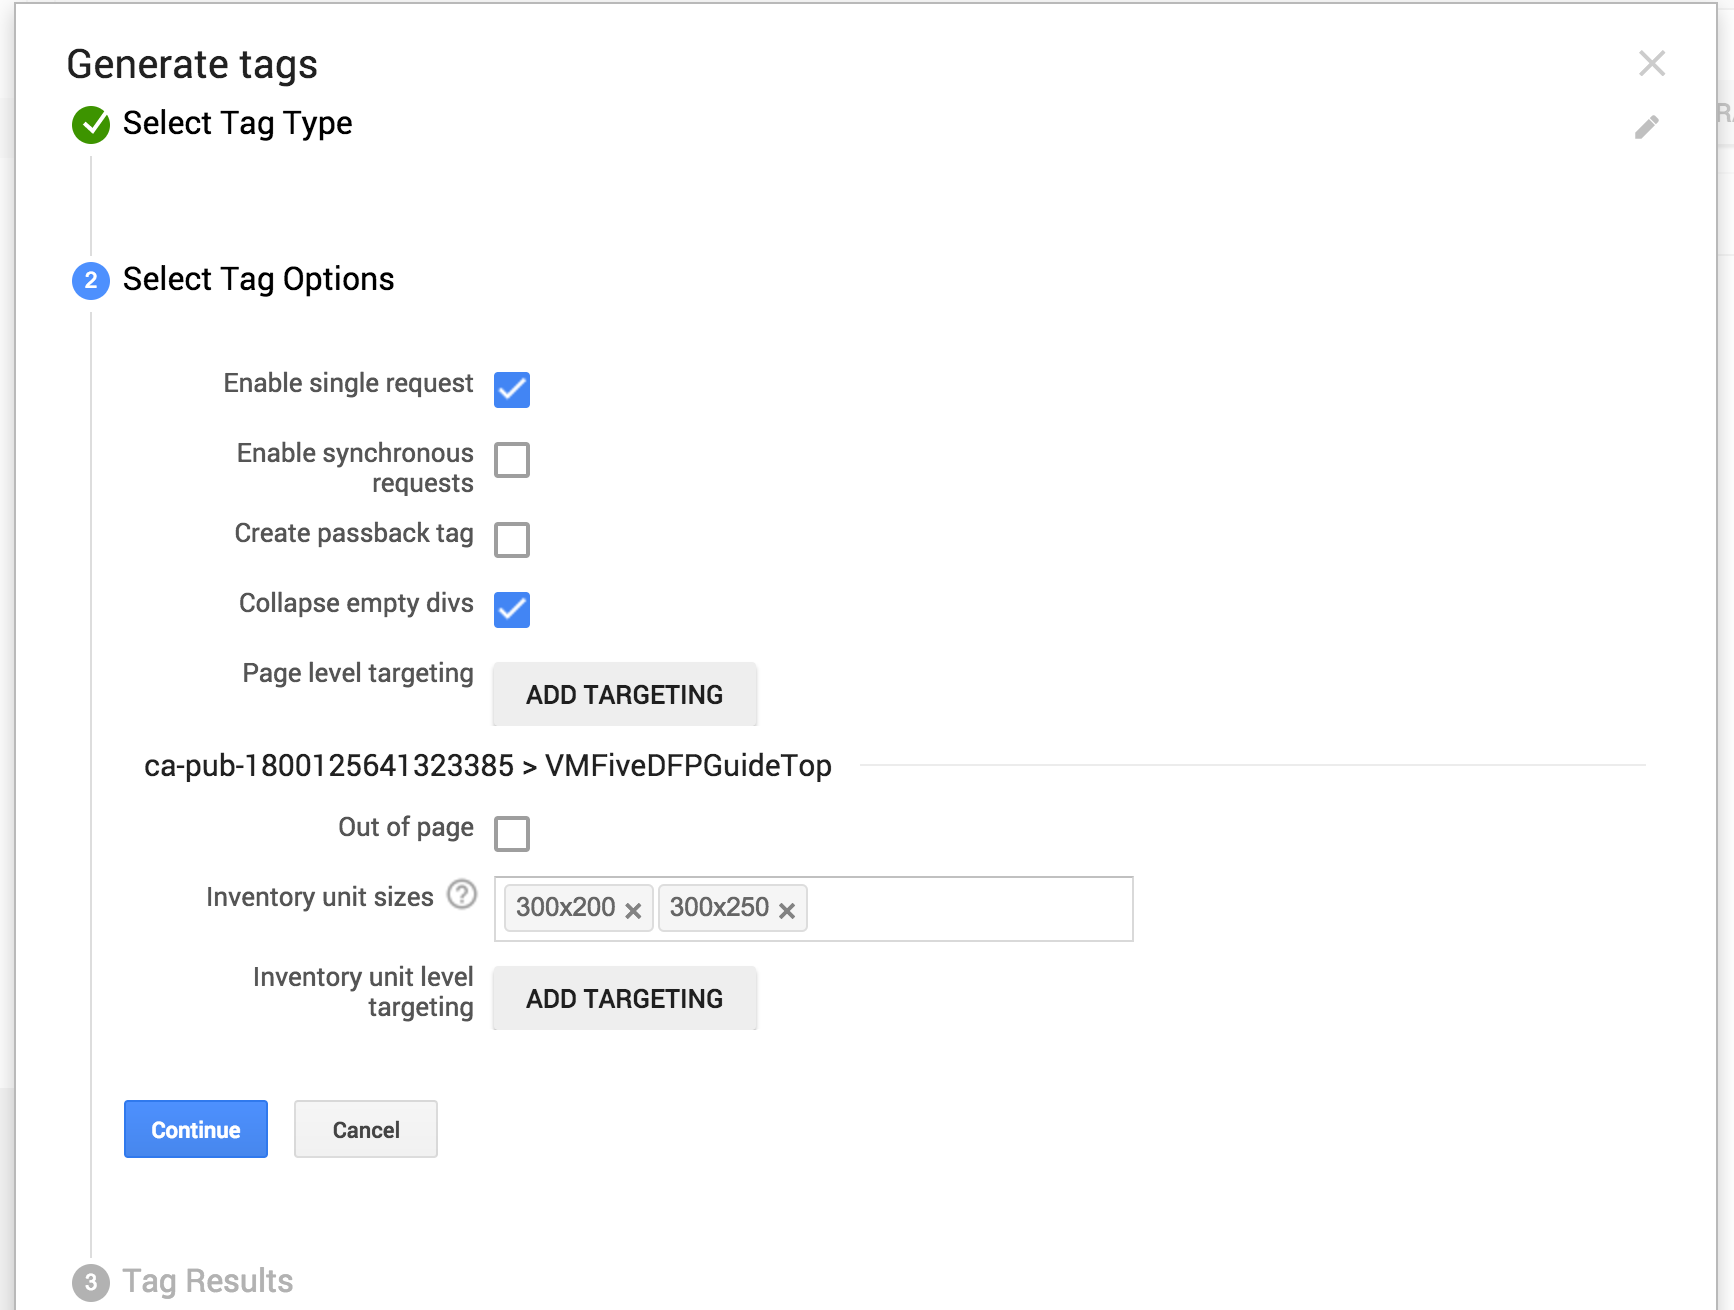 Generate tags
Select Tag Type
2 Select Tag Options
Enable single request
Enable synchronous
requests
Create passback tag
Collapse empty divs
Page level targeting
ADD TARGETING
ca-pub-1800125641323385 > VMFiveDFPGuideTop
Out of page
Inventory unit sizes ?
300x200 × 300x250 ×
Inventory unit level
targeting
ADD TARGETING
Continue
Cancel
3 Tag Results